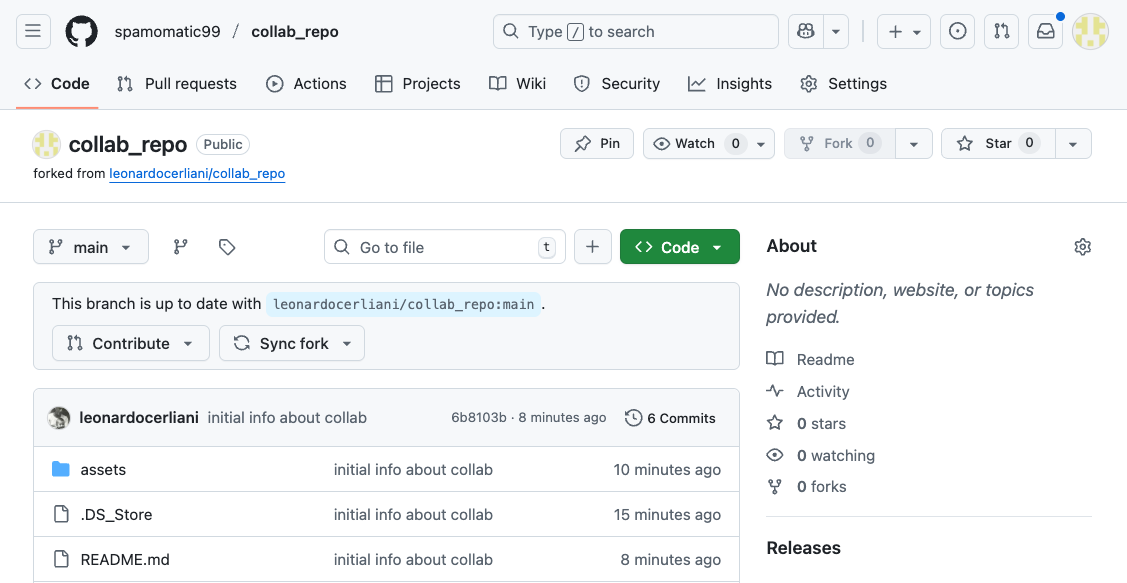 spamomatic99 / collab_repo
Type / to search
Code
Pull requests
Actions
Projects
Wiki
Security
Insights
Settings
collab_repo Public
forked from leonardocerliani/collab_repo
Pin
Watch 0
Fork 0
Star 0
main
Go to file t
Code
This branch is up to date with leonardocerliani/collab_repo:main.
Contribute
Sync fork
leonardocerliani initial info about collab 6b8103b · 8 minutes ago 6 Commits
assets initial info about collab 10 minutes ago
.DS_Store initial info about collab 15 minutes ago
README.md initial info about collab 8 minutes ago
About
No description, website, or topics
provided.
Readme
Activity
0 stars
0 watching
0 forks
Releases